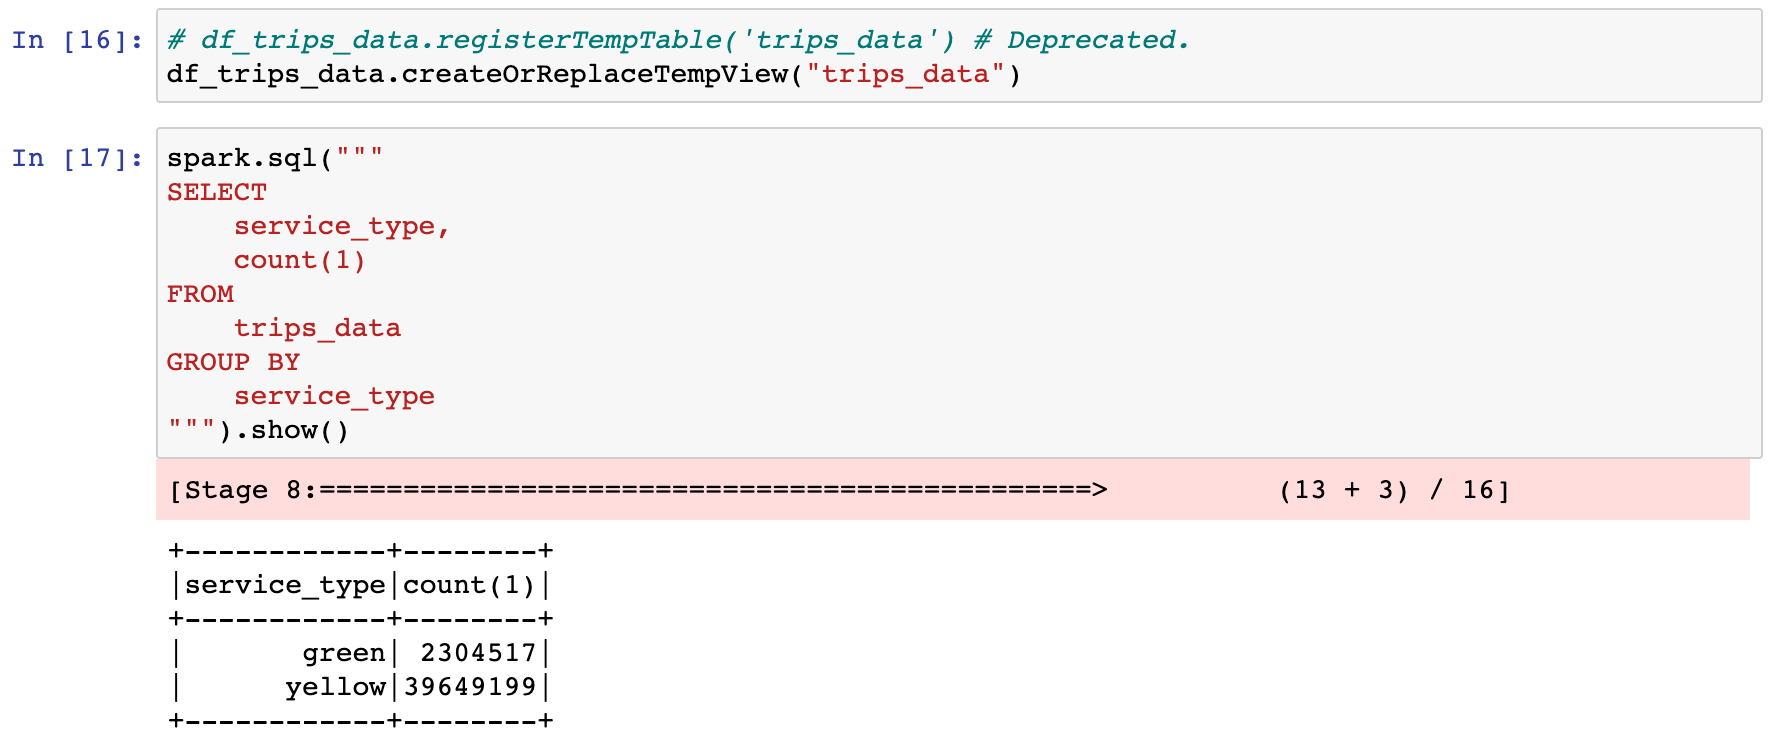 In [16]: # df_trips_data.registerTempTable('trips_data') # Deprecated.
df_trips_data.createOrReplaceTempView("trips_data")
In [17]: spark.sql("""
SELECT
    service_type,
    count(1)
FROM
    trips_data
GROUP BY
    service_type
""").show()
[Stage 8:==============================================>          (13 + 3) / 16]
+------------+--------+
|service_type|count(1)|
+------------+--------+
|       green| 2304517|
|      yellow|39649199|
+------------+--------+